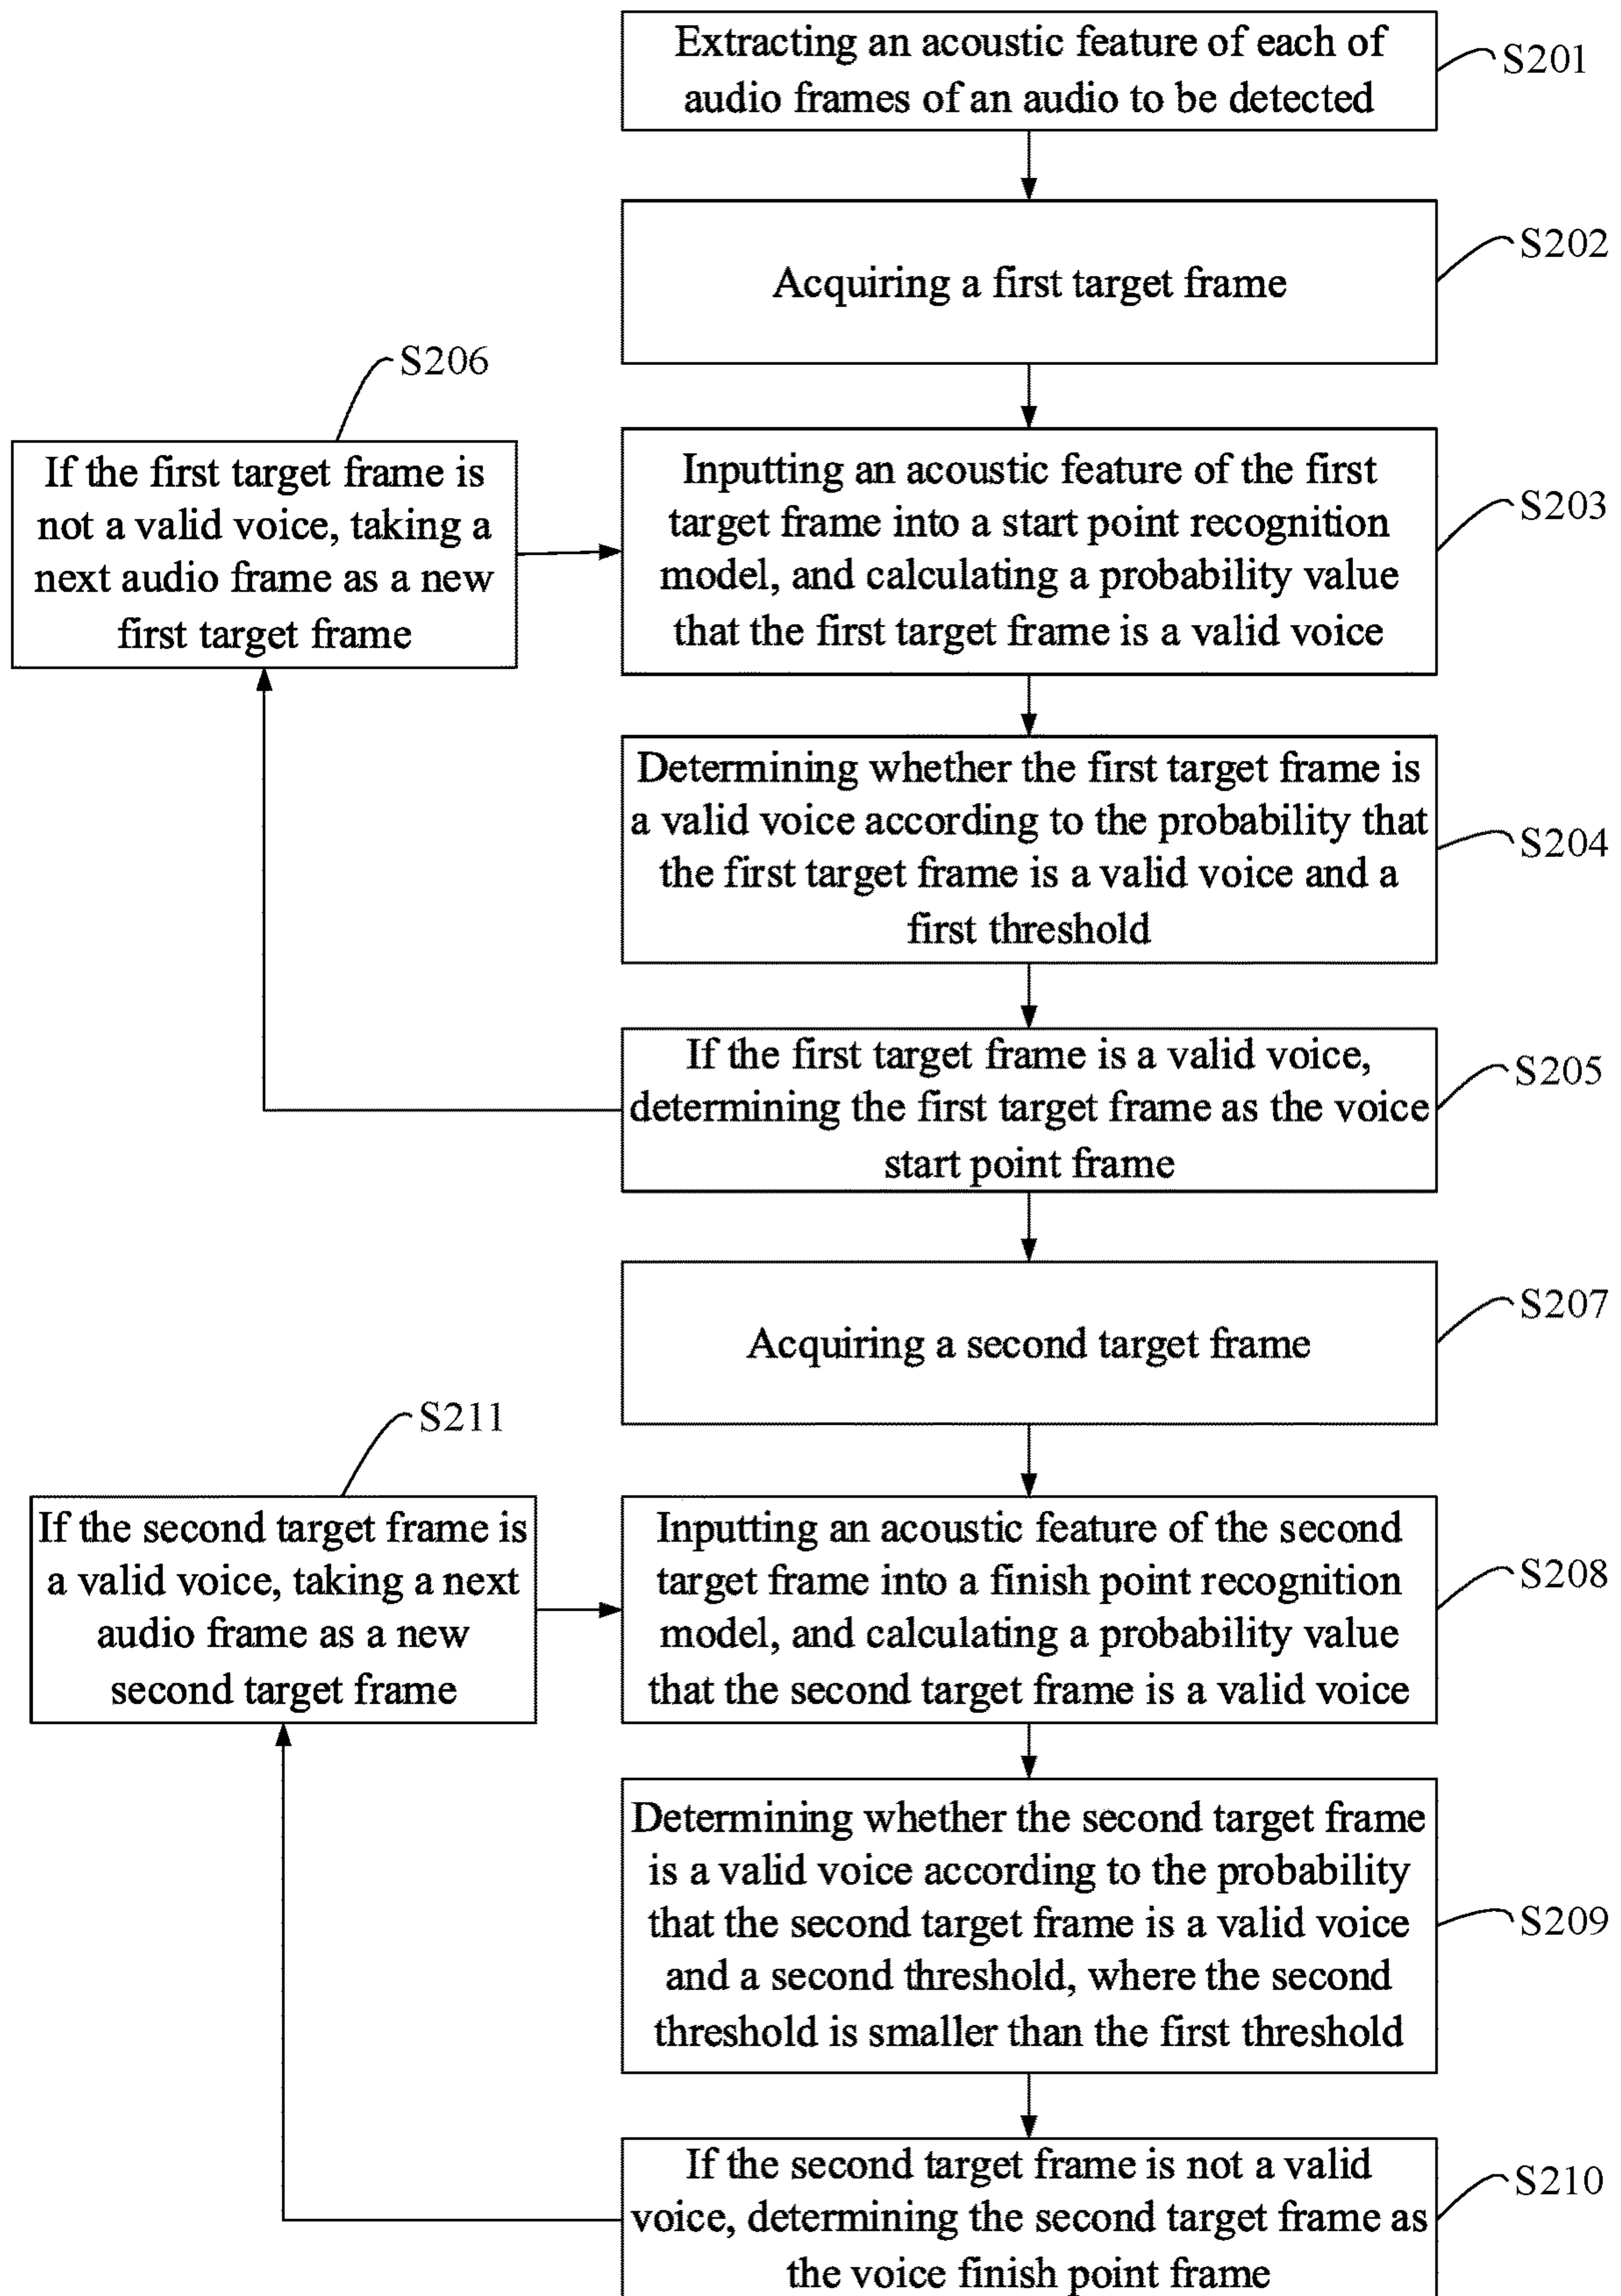 Extracting an acoustic feature of each of
audio frames of an audio to be detected
S201
Acquiring a first target frame
S202
S206
If the first target frame is
not a valid voice, taking a
next audio frame as a new
first target frame
Inputting an acoustic feature of the first
target frame into a start point recognition
model, and calculating a probability value
that the first target frame is a valid voice
S203
Determining whether the first target frame is
a valid voice according to the probability that
the first target frame is a valid voice and a
first threshold
S204
If the first target frame is a valid voice,
determining the first target frame as the voice
start point frame
S205
Acquiring a second target frame
S207
S211
If the second target frame is
a valid voice, taking a next
audio frame as a new
second target frame
Inputting an acoustic feature of the second
target frame into a finish point recognition
model, and calculating a probability value
that the second target frame is a valid voice
S208
Determining whether the second target frame
is a valid voice according to the probability
that the second target frame is a valid voice
and a second threshold, where the second
threshold is smaller than the first threshold
S209
If the second target frame is not a valid
voice, determining the second target frame as
the voice finish point frame
S210